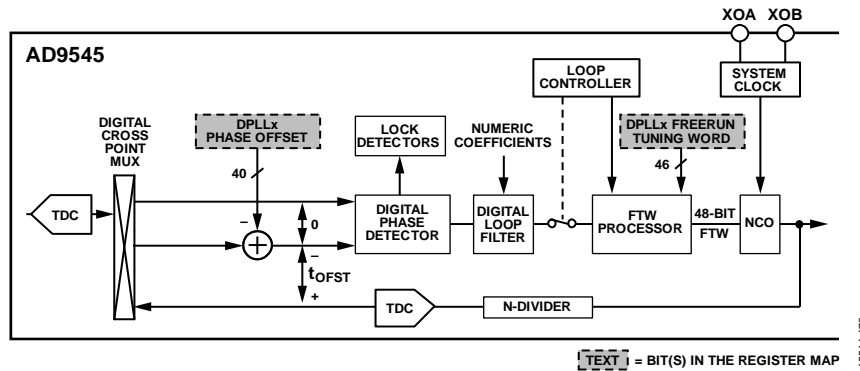 XOA XOB
AD9545
DIGITAL
CROSS
POINT
MUX
DPLLx
PHASE OFFSET
LOCK
DETECTORS
NUMERIC
COEFFICIENTS
LOOP
CONTROLLER
DPLLx FREERUN
TUNING WORD
SYSTEM
CLOCK
40
46
TDC
–
0
DIGITAL
PHASE
DETECTOR
DIGITAL
LOOP
FILTER
FTW
PROCESSOR
48-BIT
FTW
NCO
–
tOFST
+
TDC
N-DIVIDER
TEXT = BIT(S) IN THE REGISTER MAP